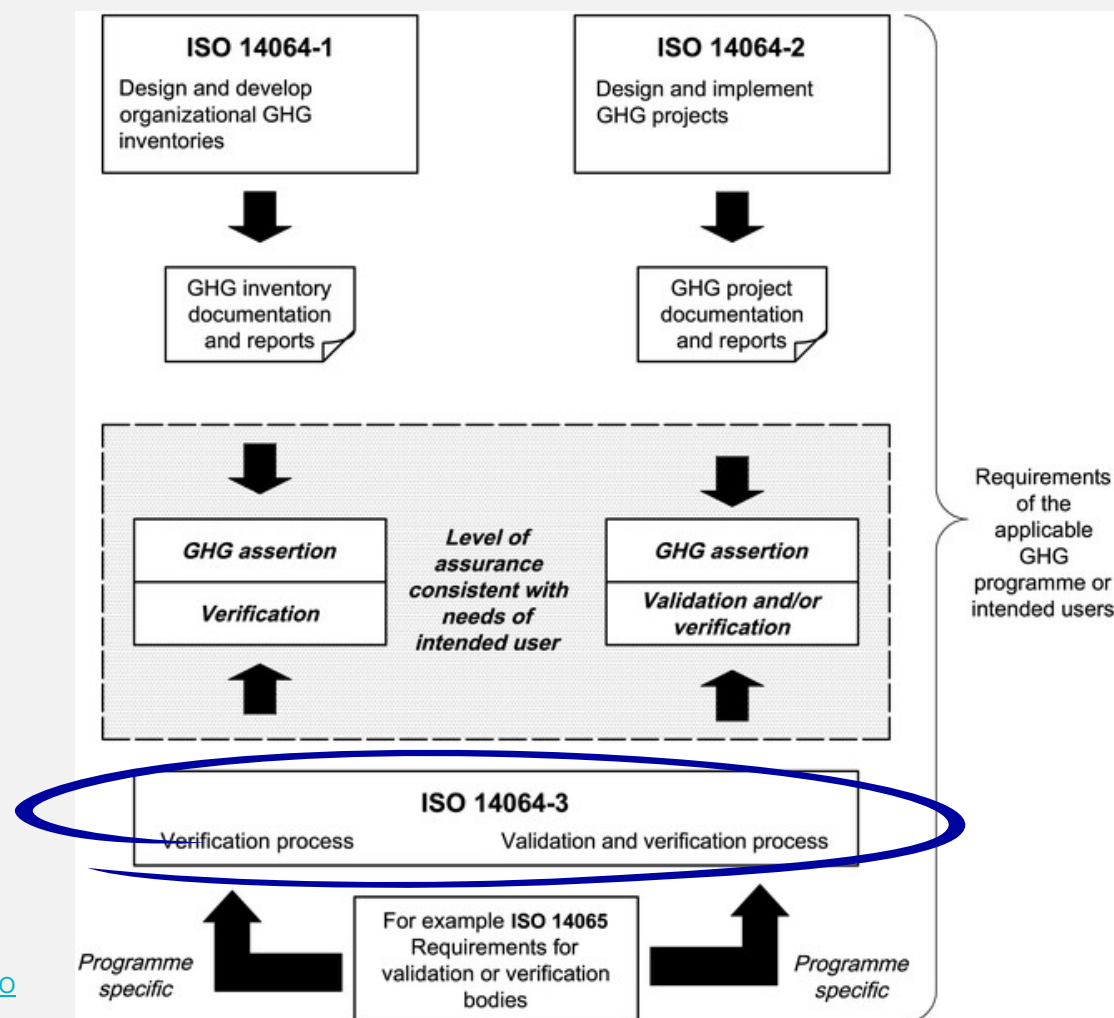 ISO 14064-1
Design and develop
organizational GHG
inventories
ISO 14064-2
Design and implement
GHG projects
GHG inventory
documentation
and reports
GHG project
documentation
and reports
GHG assertion
Verification
Level of
assurance
consistent with
needs of
intended user
GHG assertion
Validation and/or
verification
Requirements
of the
applicable
GHG
programme or
intended users
ISO 14064-3
Verification process
Validation and verification process
Programme
specific
For example ISO 14065
Requirements for
validation or verification
bodies
Programme
specific